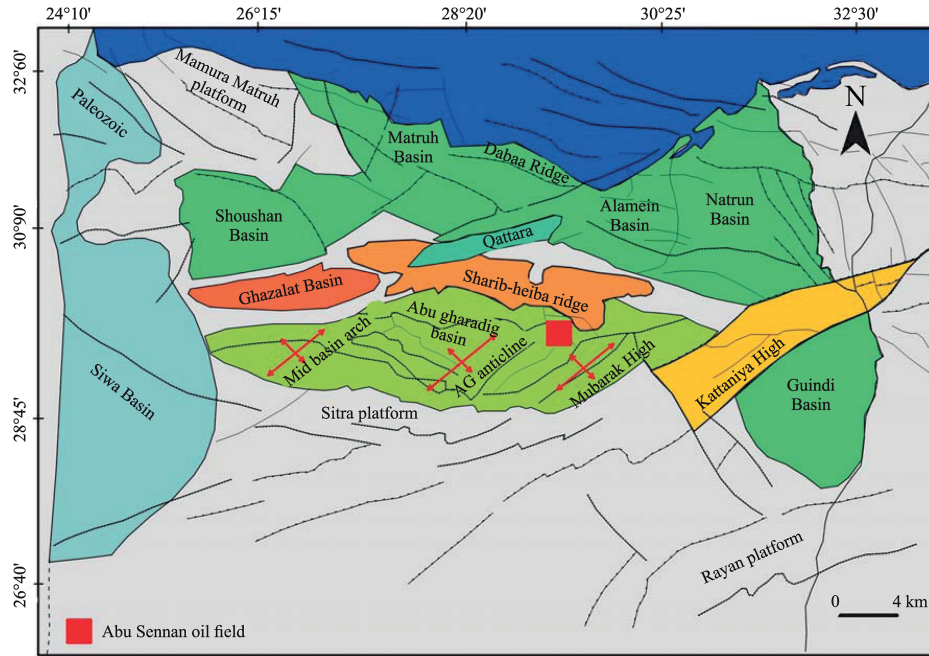 24°10' 26°15' 28°20' 30°25' 32°30'
32°60
30°90'
28°45'
26°40'
Paleozoic
Mamura Matruh
platform
Matruh
Basin
Dabaa Ridge
N
Shoushan
Basin
Alamein
Basin
Natrun
Basin
Qattara
Ghazalat Basin
Sharib-heiba ridge
Siwa Basin
Mid basin arch
Abu gharadig
basin
AG anticline
Mubarak High
Kattaniya High
Guindi
Basin
Sitra platform
Rayan platform
0 4 km
Abu Sennan oil field